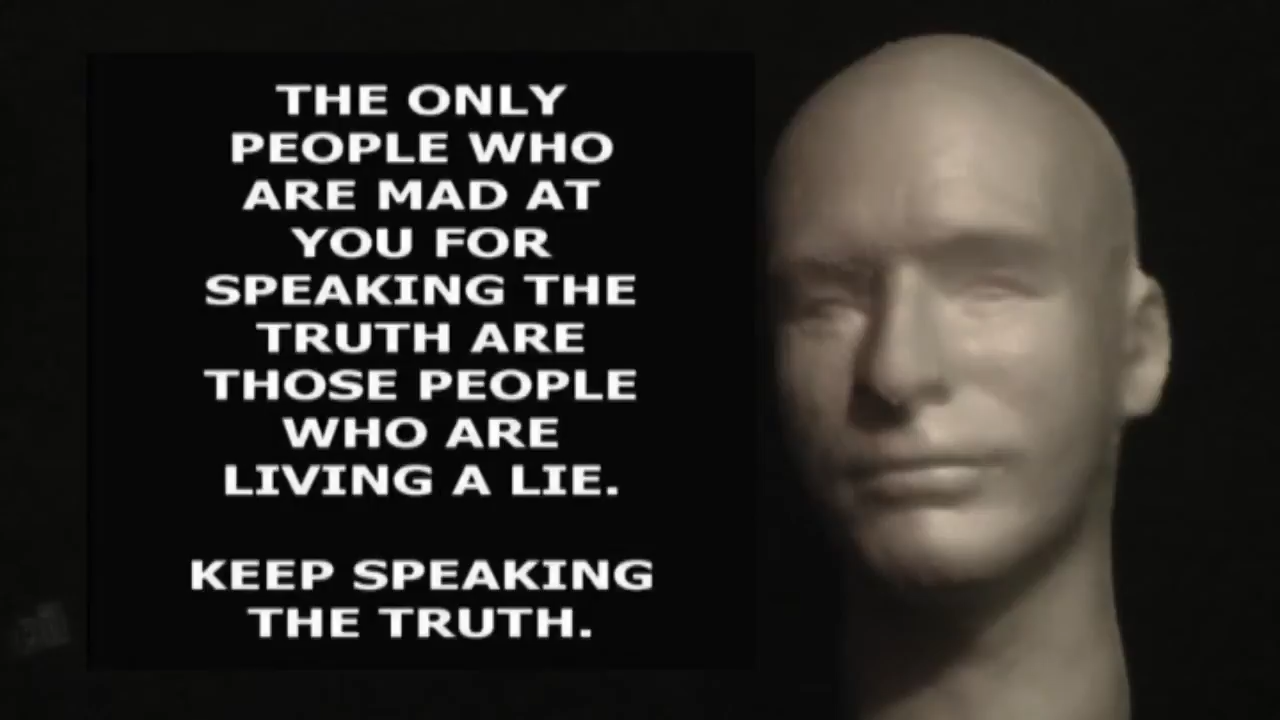 THE ONLY
PEOPLE WHO
ARE MAD AT
YOU FOR
SPEAKING THE
TRUTH ARE
THOSE PEOPLE
WHO ARE
LIVING A LIE.
KEEP SPEAKING
THE TRUTH.